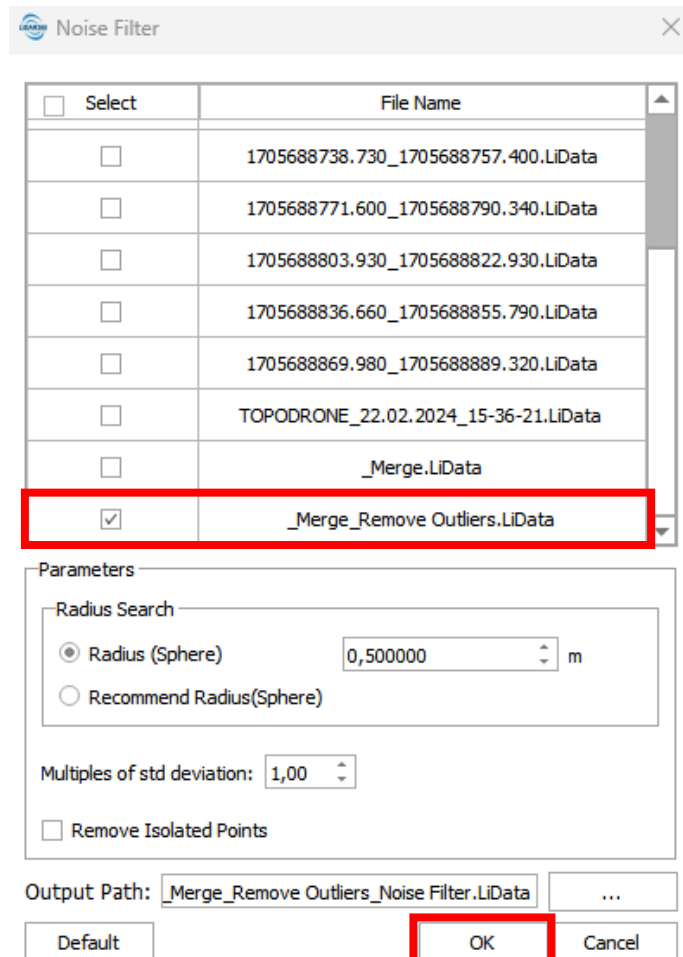 Noise Filter
Select File Name
1705688738.730_1705688757.400.LiData
1705688771.600_1705688790.340.LiData
1705688803.930_1705688822.930.LiData
1705688836.660_1705688855.790.LiData
1705688869.980_1705688889.320.LiData
TOPODRONE_22.02.2024_15-36-21.LiData
_Merge.LiData
_Merge_Remove Outliers.LiData
Parameters
Radius Search
Radius (Sphere) 0,500000 m
Recommend Radius(Sphere)
Multiples of std deviation: 1,00
Remove Isolated Points
Output Path: _Merge_Remove Outliers_Noise Filter.LiData ...
Default OK Cancel